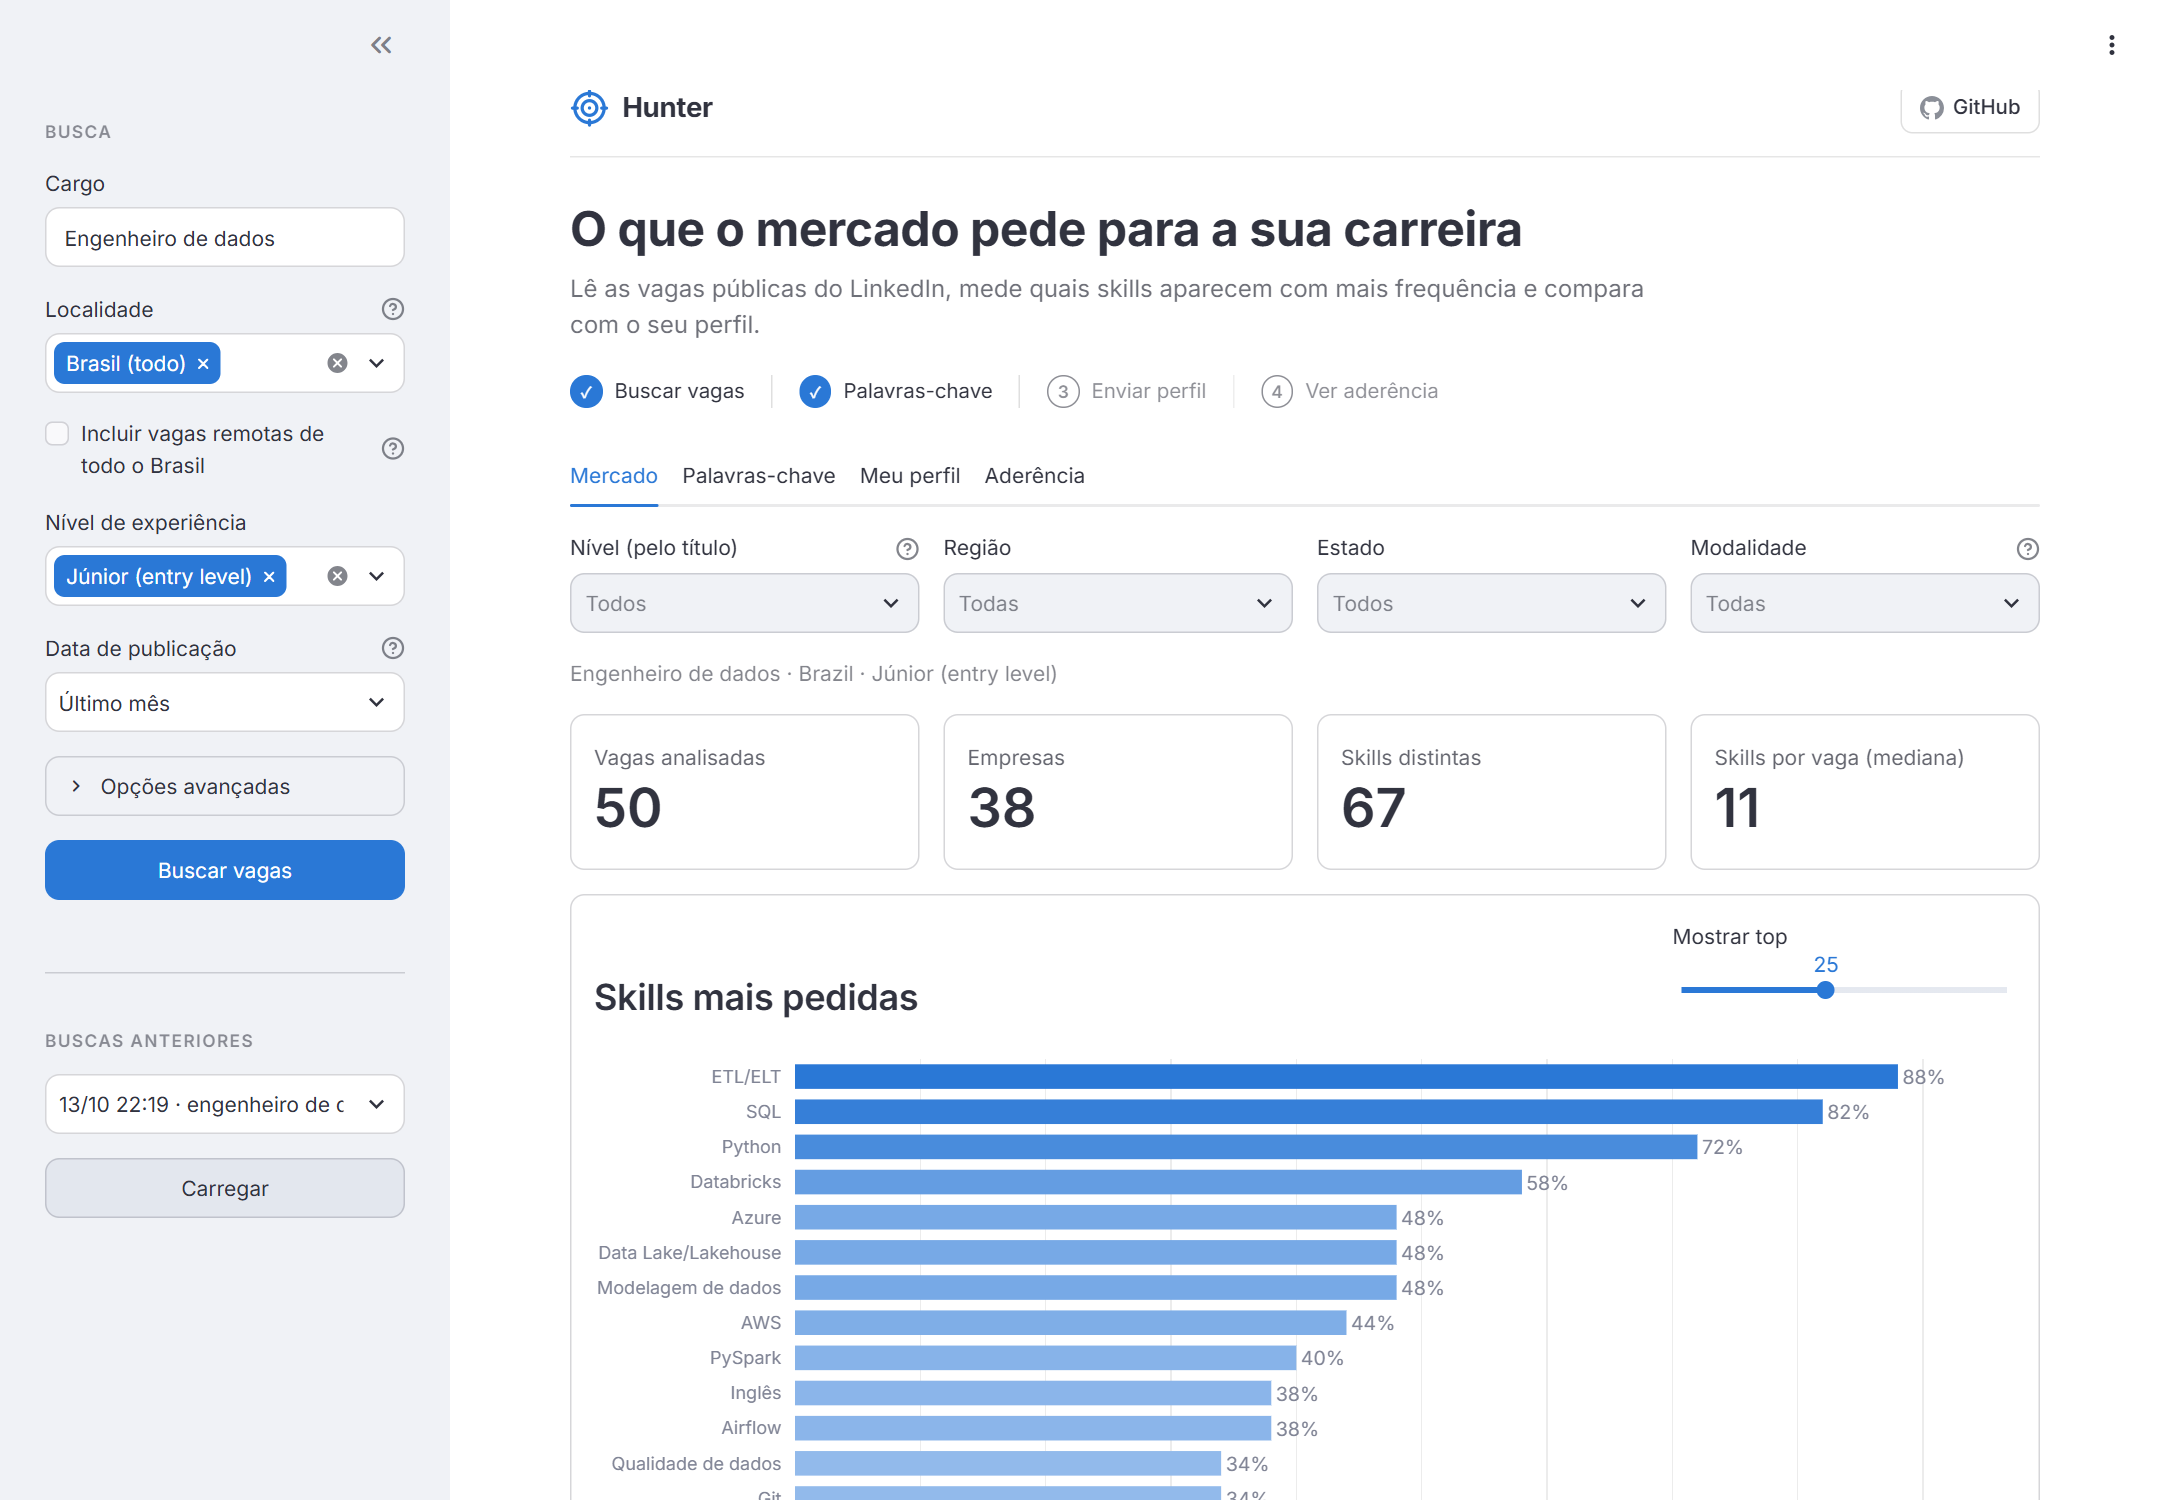 BUSCA
Cargo
Engenheiro de dados
Localidade
Brasil (todo)
Incluir vagas remotas de
todo o Brasil
Nível de experiência
Júnior (entry level)
Data de publicação
Último mês
Opções avançadas
Buscar vagas
BUSCAS ANTERIORES
13/10 22:19 · engenheiro de
Carregar
Hunter
GitHub
O que o mercado pede para a sua carreira
Lê as vagas públicas do LinkedIn, mede quais skills aparecem com mais frequência e compara
com o seu perfil.
Buscar vagas
Palavras-chave
3 Enviar perfil
4 Ver aderência
Mercado Palavras-chave Meu perfil Aderência
Nível (pelo título) Região Estado Modalidade
Todos Todas Todos Todas
Engenheiro de dados · Brazil · Júnior (entry level)
Vagas analisadas
50
Empresas
38
Skills distintas
67
Skills por vaga (mediana)
11
Mostrar top
25
Skills mais pedidas
ETL/ELT 88%
SQL 82%
Python 72%
Databricks 58%
Azure 48%
Data Lake/Lakehouse 48%
Modelagem de dados 48%
AWS 44%
PySpark 40%
Inglês 38%
Airflow 38%
Qualidade de dados 34%
Git 34%